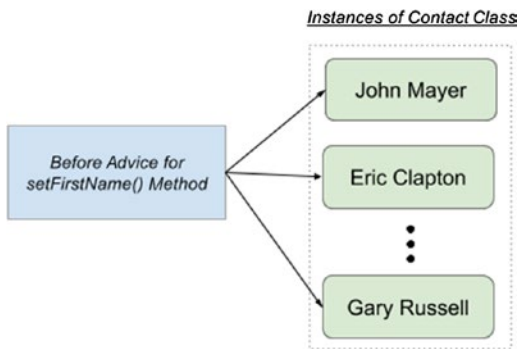 Instances of Contact Class
John Mayer
Before Advice for
setFirstName() Method
Eric Clapton
Gary Russell